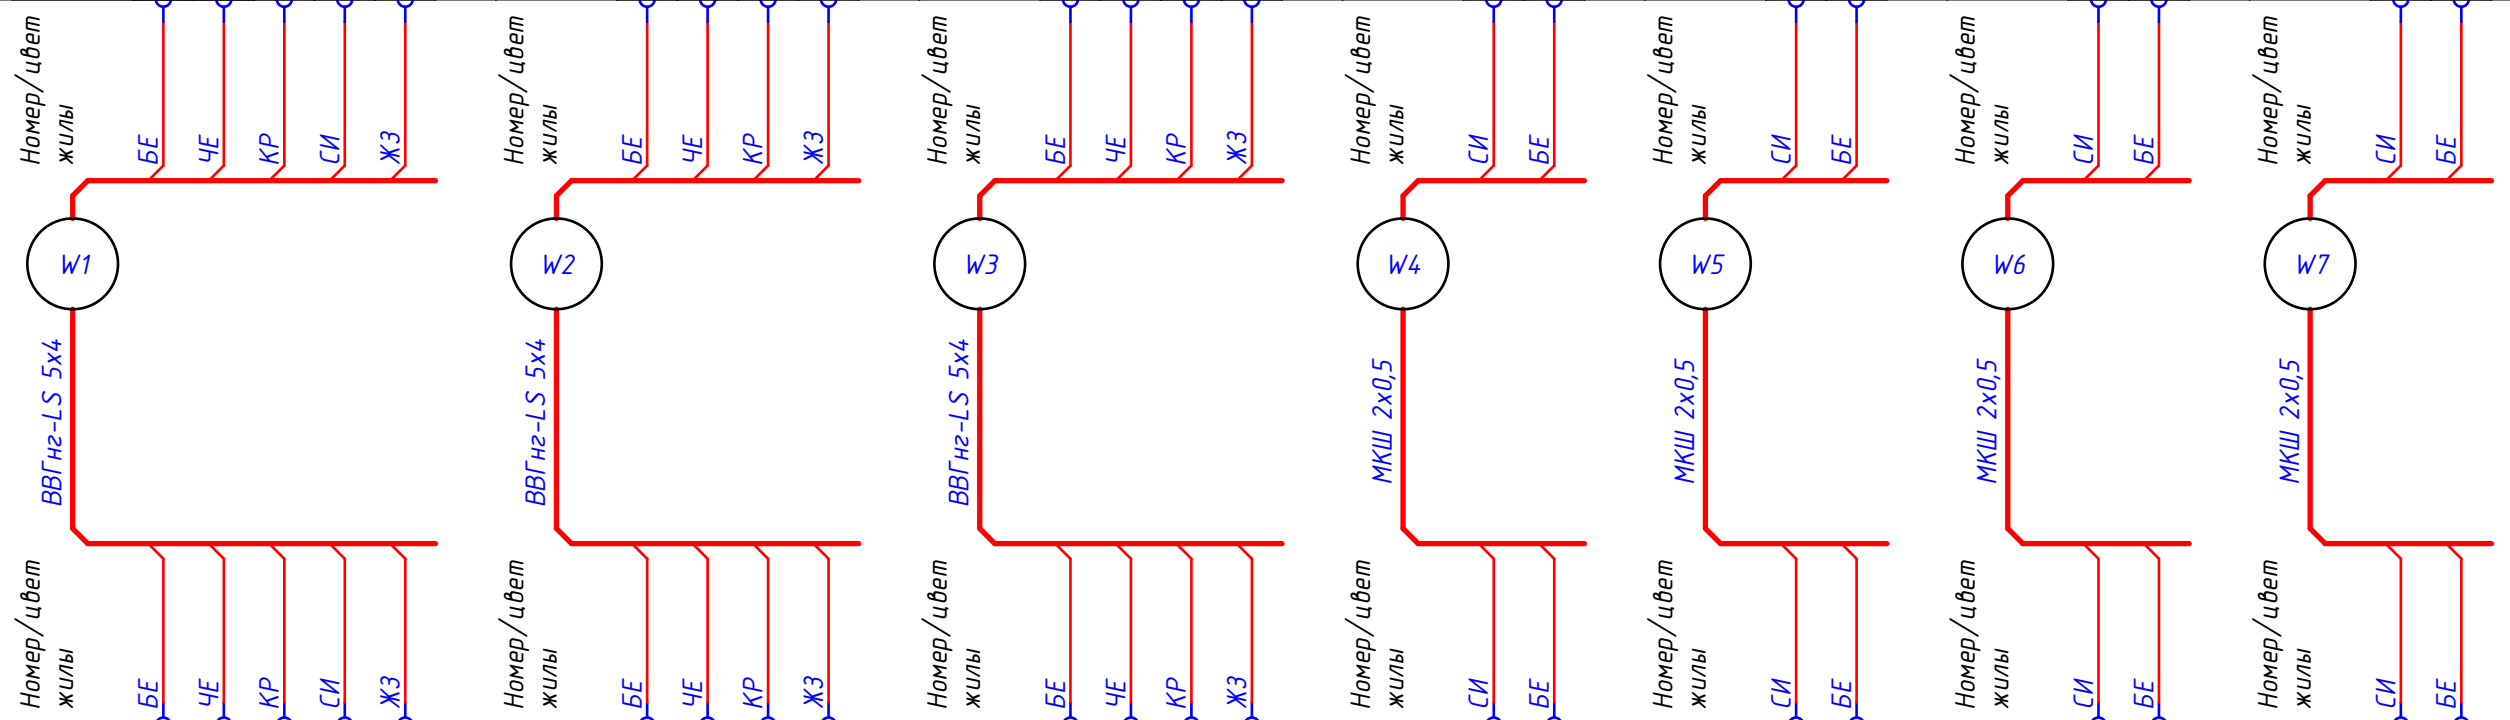 Номер/цвет
жилы
БЕ
ЧЕ
КР
СИ
ЖЗ
Номер/цвет
жилы
БЕ
ЧЕ
КР
ЖЗ
Номер/цвет
жилы
БЕ
ЧЕ
КР
ЖЗ
Номер/цвет
жилы
СИ
БЕ
Номер/цвет
жилы
СИ
БЕ
Номер/цвет
жилы
СИ
БЕ
Номер/цвет
жилы
СИ
БЕ
W1
W2
W3
W4
W5
W6
W7
ВВГнг-LS 5х4
ВВГнг-LS 5х4
ВВГнг-LS 5х4
МКШ 2х0,5
МКШ 2х0,5
МКШ 2х0,5
МКШ 2х0,5
Номер/цвет
жилы
БЕ
ЧЕ
КР
СИ
ЖЗ
Номер/цвет
жилы
БЕ
ЧЕ
КР
ЖЗ
Номер/цвет
жилы
БЕ
ЧЕ
КР
ЖЗ
Номер/цвет
жилы
СИ
БЕ
Номер/цвет
жилы
СИ
БЕ
Номер/цвет
жилы
СИ
БЕ
Номер/цвет
жилы
СИ
БЕ